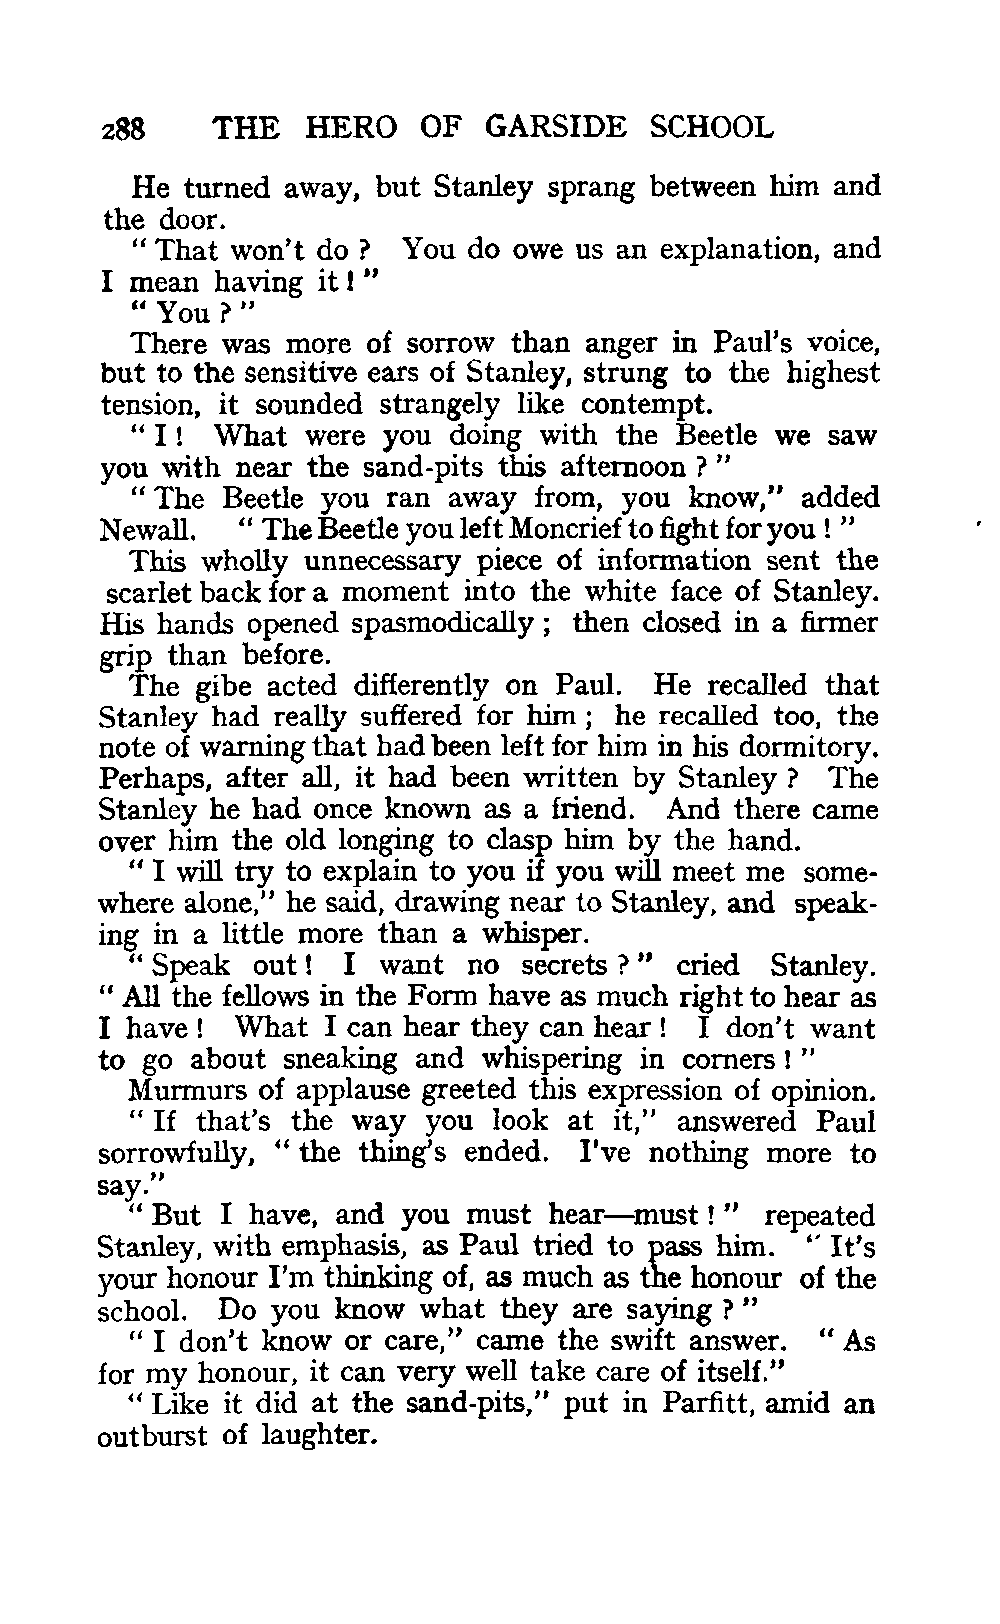 288 THE HERO OF GARSIDE SCHOOL
He turned away, but Stanley sprang between him and
the door.
“ That won't do ? You do owe us an explanation, and
I mean having it ! ”
“ You ? ”
There was more of sorrow than anger in Paul's voice,
but to the sensitive ears of Stanley, strung to the highest
tension, it sounded strangely like contempt.
“ I ! What were you doing with the Beetle we saw
you with near the sand-pits this afternoon ? ”
“ The Beetle you ran away from, you know,” added
Newall. “ The Beetle you left Moncrief to fight for you ! ”
This wholly unnecessary piece of information sent the
scarlet back for a moment into the white face of Stanley.
His hands opened spasmodically ; then closed in a firmer
grip than before.
The gibe acted differently on Paul. He recalled that
Stanley had really suffered for him ; he recalled too, the
note of warning that had been left for him in his dormitory.
Perhaps, after all, it had been written by Stanley ? The
Stanley he had once known as a friend. And there came
over him the old longing to clasp him by the hand.
“ I will try to explain to you if you will meet me some-
where alone,” he said, drawing near to Stanley, and speak-
ing in a little more than a whisper.
“ Speak out ! I want no secrets ? ” cried Stanley.
“ All the fellows in the Form have as much right to hear as
I have ! What I can hear they can hear ! I don't want
to go about sneaking and whispering in corners ! ”
Murmurs of applause greeted this expression of opinion.
“ If that's the way you look at it,” answered Paul
sorrowfully, “ the thing's ended. I've nothing more to
say.”
“ But I have, and you must hear—must ! ” repeated
Stanley, with emphasis, as Paul tried to pass him. “ It's
your honour I'm thinking of, as much as the honour of the
school. Do you know what they are saying ? ”
“ I don't know or care,” came the swift answer. “ As
for my honour, it can very well take care of itself.”
“ Like it did at the sand-pits,” put in Parfitt, amid an
outburst of laughter.